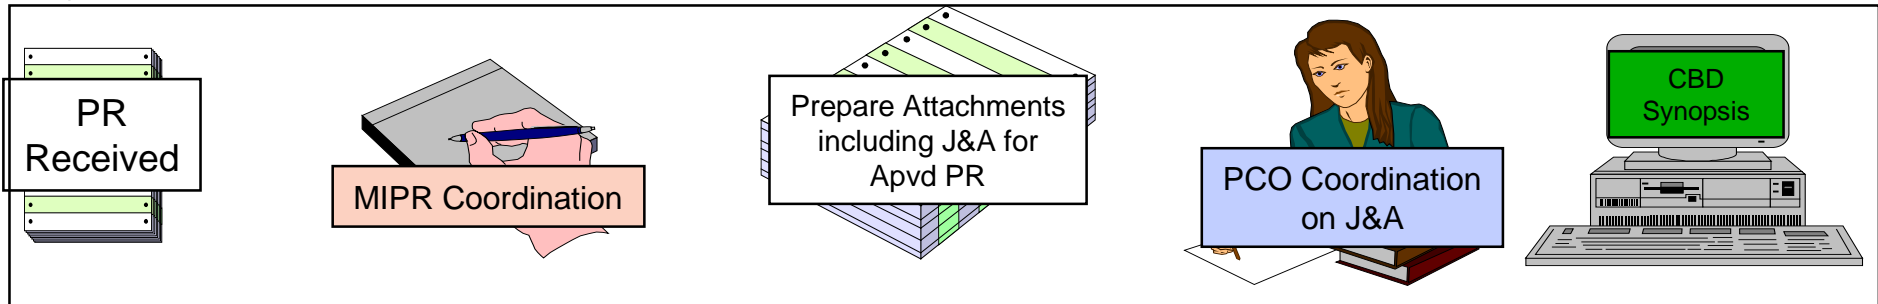 PR
Received
MIPR Coordination
Prepare Attachments
including J&A for
Apvd PR
PCO Coordination
on J&A
CBD
Synopsis